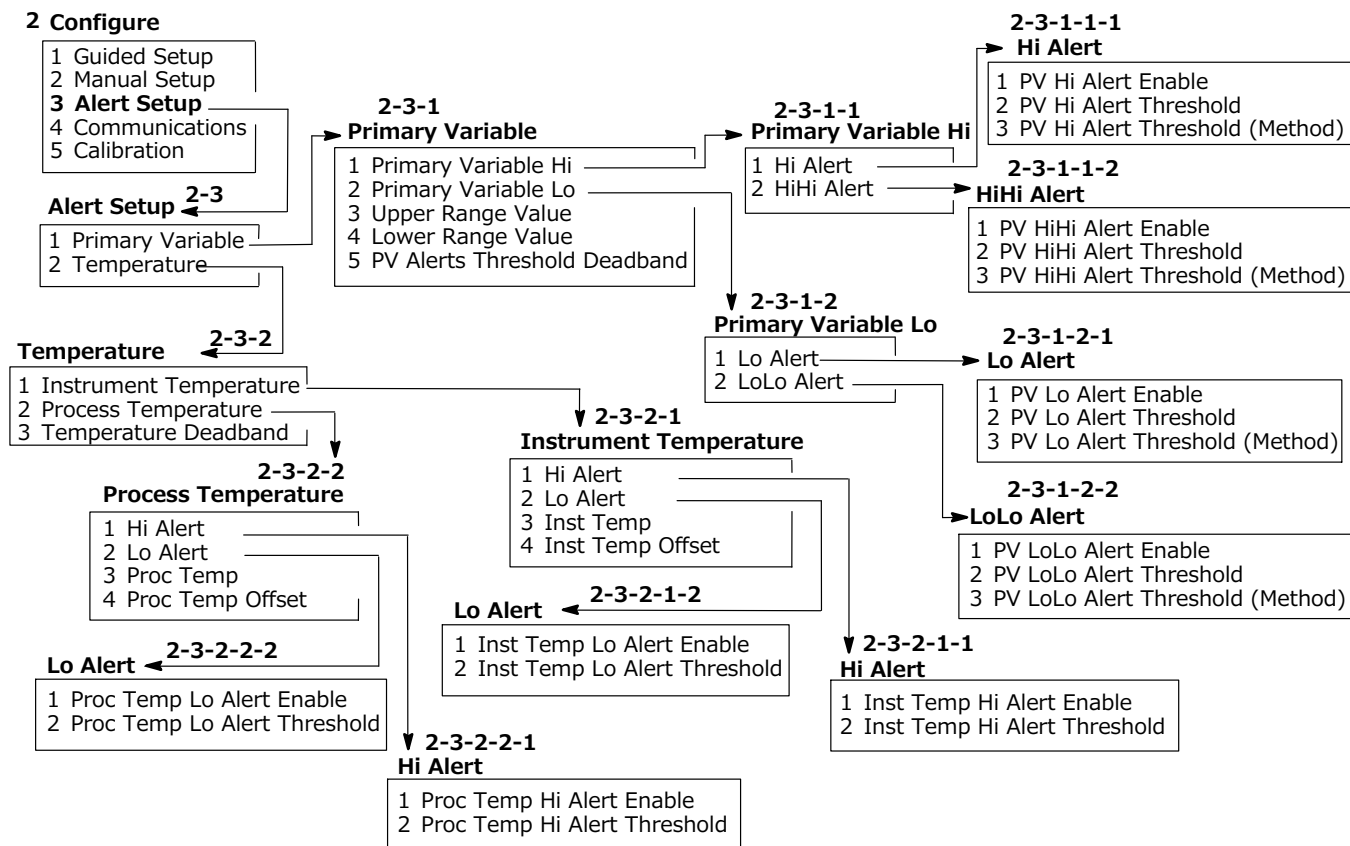 2 Configure
1 Guided Setup
2 Manual Setup
3 Alert Setup
4 Communications
5 Calibration
2-3
Alert Setup
1 Primary Variable
2 Temperature
2-3-1
Primary Variable
1 Primary Variable Hi
2 Primary Variable Lo
3 Upper Range Value
4 Lower Range Value
5 PV Alerts Threshold Deadband
2-3-1-1
Primary Variable Hi
1 Hi Alert
2 HiHi Alert
2-3-1-1-1
Hi Alert
1 PV Hi Alert Enable
2 PV Hi Alert Threshold
3 PV Hi Alert Threshold (Method)
2-3-1-1-2
HiHi Alert
1 PV HiHi Alert Enable
2 PV HiHi Alert Threshold
3 PV HiHi Alert Threshold (Method)
2-3-1-2
Primary Variable Lo
1 Lo Alert
2 LoLo Alert
2-3-1-2-1
Lo Alert
1 PV Lo Alert Enable
2 PV Lo Alert Threshold
3 PV Lo Alert Threshold (Method)
2-3-1-2-2
LoLo Alert
1 PV LoLo Alert Enable
2 PV LoLo Alert Threshold
3 PV LoLo Alert Threshold (Method)
2-3-2
Temperature
1 Instrument Temperature
2 Process Temperature
3 Temperature Deadband
2-3-2-1
Instrument Temperature
1 Hi Alert
2 Lo Alert
3 Inst Temp
4 Inst Temp Offset
2-3-2-2
Process Temperature
1 Hi Alert
2 Lo Alert
3 Proc Temp
4 Proc Temp Offset
2-3-2-1-2
Lo Alert
1 Inst Temp Lo Alert Enable
2 Inst Temp Lo Alert Threshold
2-3-2-1-1
Hi Alert
1 Inst Temp Hi Alert Enable
2 Inst Temp Hi Alert Threshold
2-3-2-2-2
Lo Alert
1 Proc Temp Lo Alert Enable
2 Proc Temp Lo Alert Threshold
2-3-2-2-1
Hi Alert
1 Proc Temp Hi Alert Enable
2 Proc Temp Hi Alert Threshold